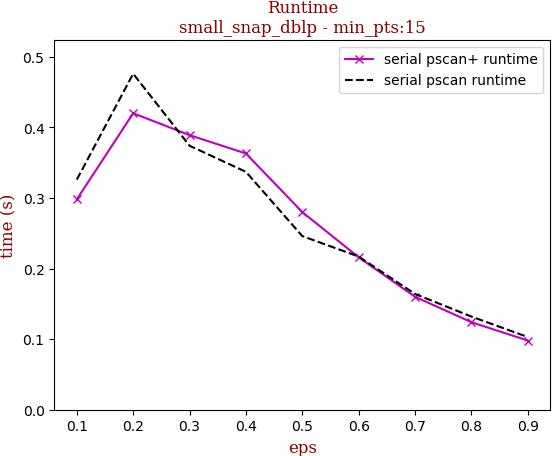 Runtime
small_snap_dblp - min_pts:15
serial pscan+ runtime
serial pscan runtime
time (s)
0.5
0.4
0.3
0.2
0.1
0.0
0.1 0.2 0.3 0.4 0.5 0.6 0.7 0.8 0.9
eps